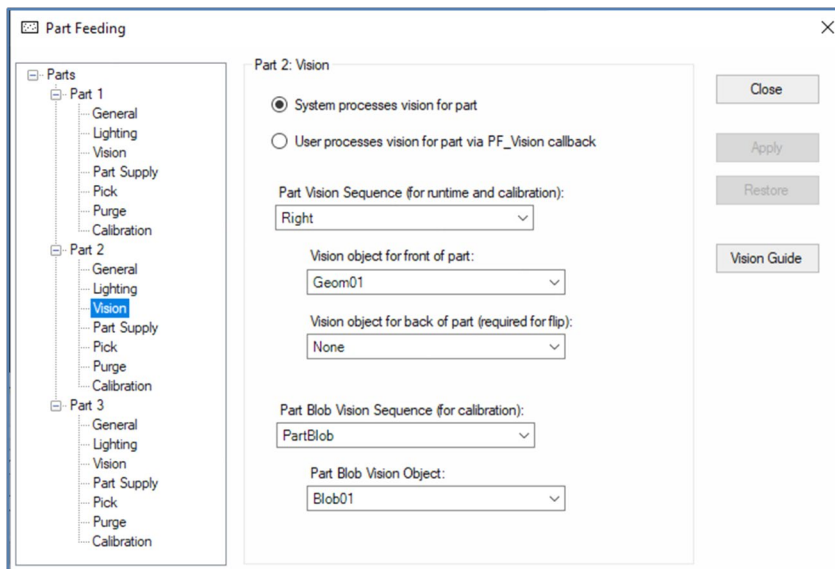 Part Feeding
Parts
Part 1
General
Lighting
Vision
Part Supply
Pick
Purge
Calibration
Part 2
General
Lighting
Vision
Part Supply
Pick
Purge
Calibration
Part 3
General
Lighting
Vision
Part Supply
Pick
Purge
Calibration
Part 2: Vision
System processes vision for part
User processes vision for part via PF_Vision callback
Part Vision Sequence (for runtime and calibration):
Right
Vision object for front of part:
Geom01
Vision object for back of part (required for flip):
None
Part Blob Vision Sequence (for calibration):
PartBlob
Part Blob Vision Object:
Blob01
Close
Apply
Restore
Vision Guide